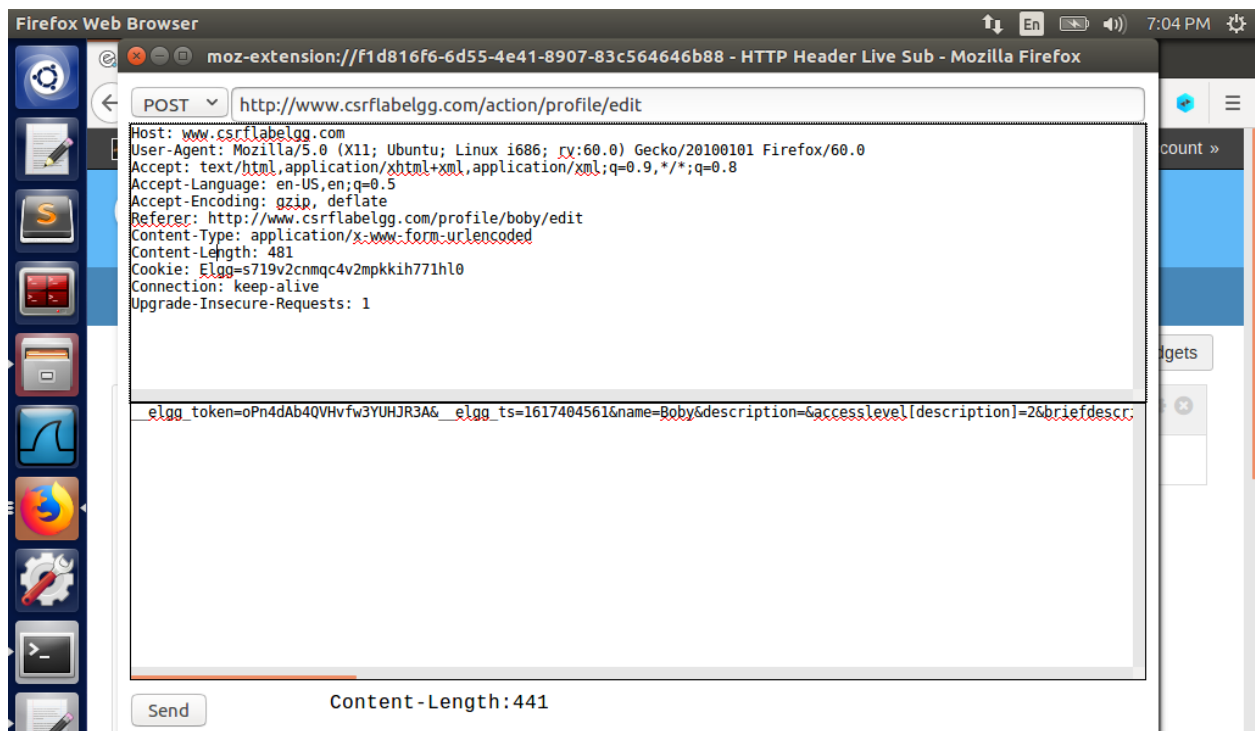 Firefox Web Browser
En
7:04 PM
moz-extension://f1d816f6-6d55-4e41-8907-83c564646b88 - HTTP Header Live Sub - Mozilla Firefox
POST
http://www.csrflabelgg.com/action/profile/edit
Host: www.csrflabelgg.com
User-Agent: Mozilla/5.0 (X11; Ubuntu; Linux i686; rv:60.0) Gecko/20100101 Firefox/60.0
count »
Accept: text/html,application/xhtml+xml,application/xml;q=0.9,*/*;q=0.8
Accept-Language: en-US,en;q=0.5
Accept-Encoding: gzip, deflate
Referer: http://www.csrflabelgg.com/profile/boby/edit
Content-Type: application/x-www-form-urlencoded
Content-Length: 481
Cookie: Elgg=s719v2cnmqc4v2mpkkih771hl0
Connection: keep-alive
Upgrade-Insecure-Requests: 1
dgets
__elgg_token=oPn4dAb4QVHvfw3YUHJR3A&__elgg_ts=1617404561&name=Boby&description=&accesslevel[description]=2&briefdescri
Send
Content-Length:441